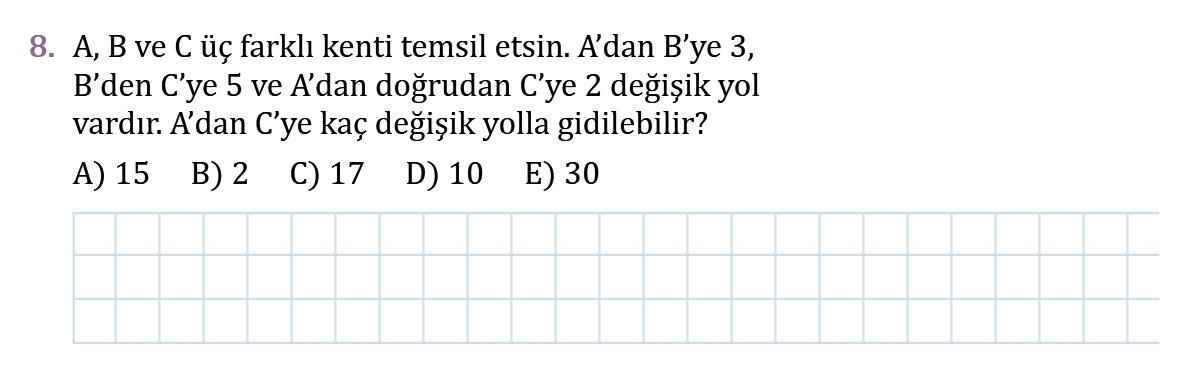 8. A, B ve C üç farklı kenti temsil etsin. A’dan B’ye 3,
B’den C’ye 5 ve A’dan doğrudan C’ye 2 değişik yol
vardır. A’dan C’ye kaç değişik yolla gidilebilir?
A) 15 B) 2 C) 17 D) 10 E) 30